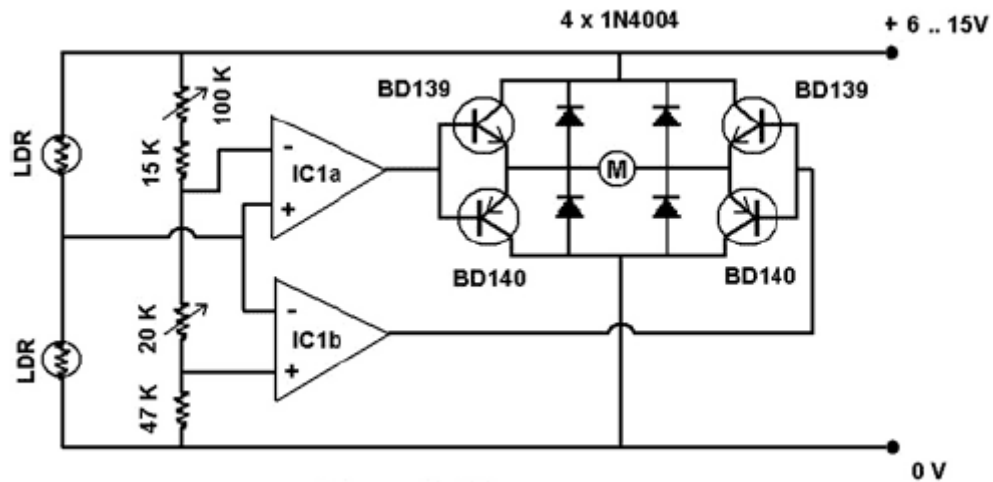 4 x 1N4004
+ 6 .. 15V
BD139
BD139
100 K
LDR
15 K
-
IC1a
+
M
BD140
BD140
20 K
-
IC1b
+
LDR
47 K
0 V